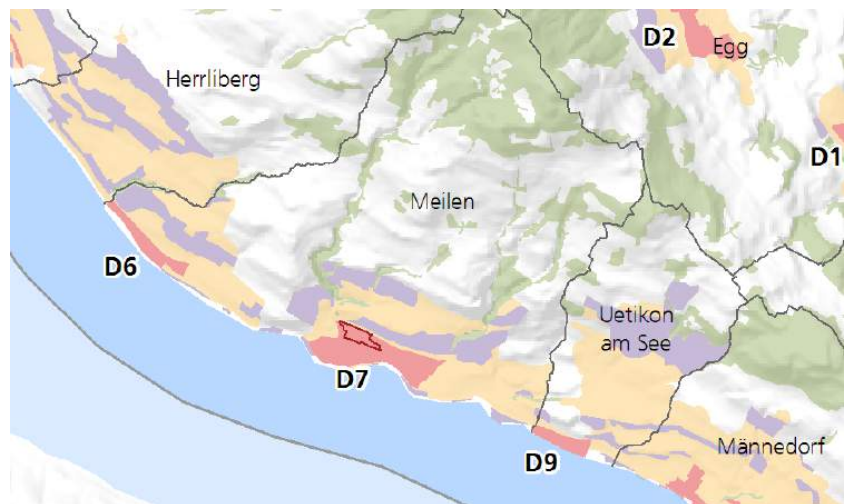 D2
Egg
Herrliberg
D1
Meilen
D6
Uetikon
am See
D7
Männedorf
D9